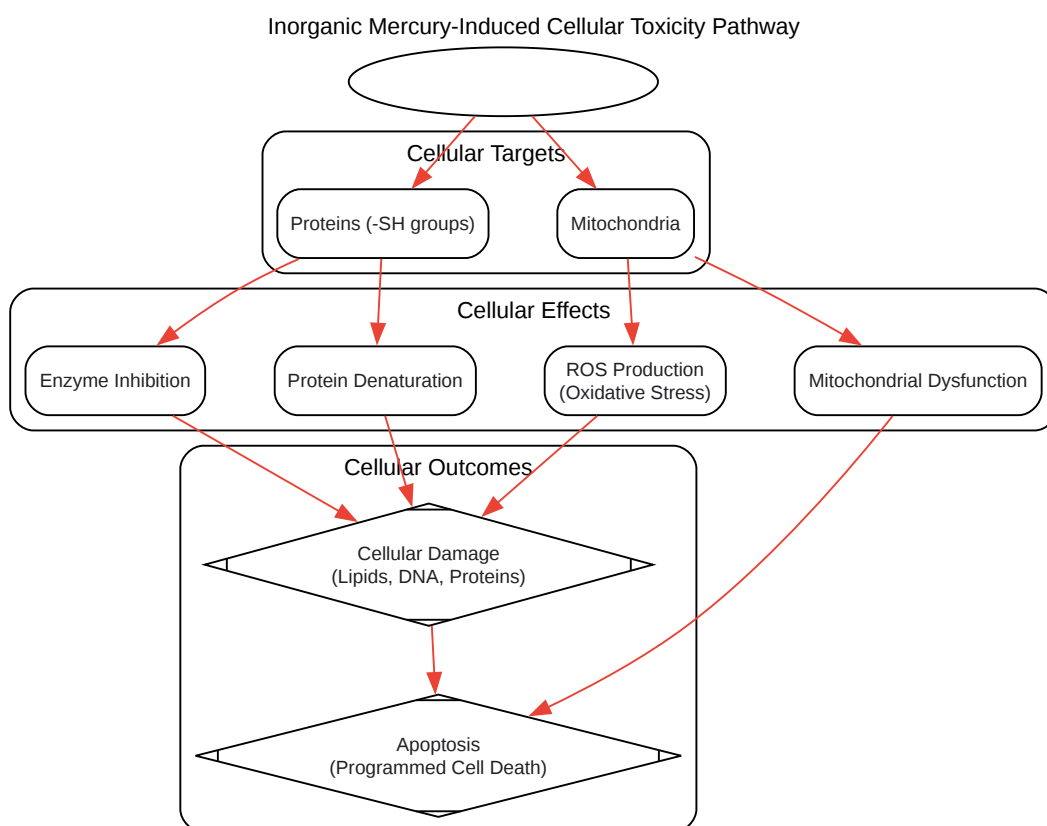 Inorganic Mercury-Induced Cellular Toxicity Pathway
Cellular Targets
Proteins (-SH groups)
Mitochondria
Cellular Effects
Enzyme Inhibition
Protein Denaturation
ROS Production
(Oxidative Stress)
Mitochondrial Dysfunction
Cellular Outcomes
Cellular Damage
(Lipids, DNA, Proteins)
Apoptosis
(Programmed Cell Death)